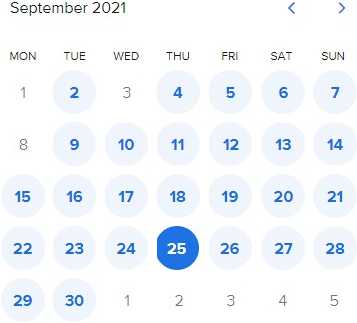 September 2021
MON TUE WED THU FRI SAT SUN
1 2 3 4 5 6 7
8 9 10 11 12 13 14
15 16 17 18 19 20 21
22 23 24 25 26 27 28
29 30 1 2 3 4 5